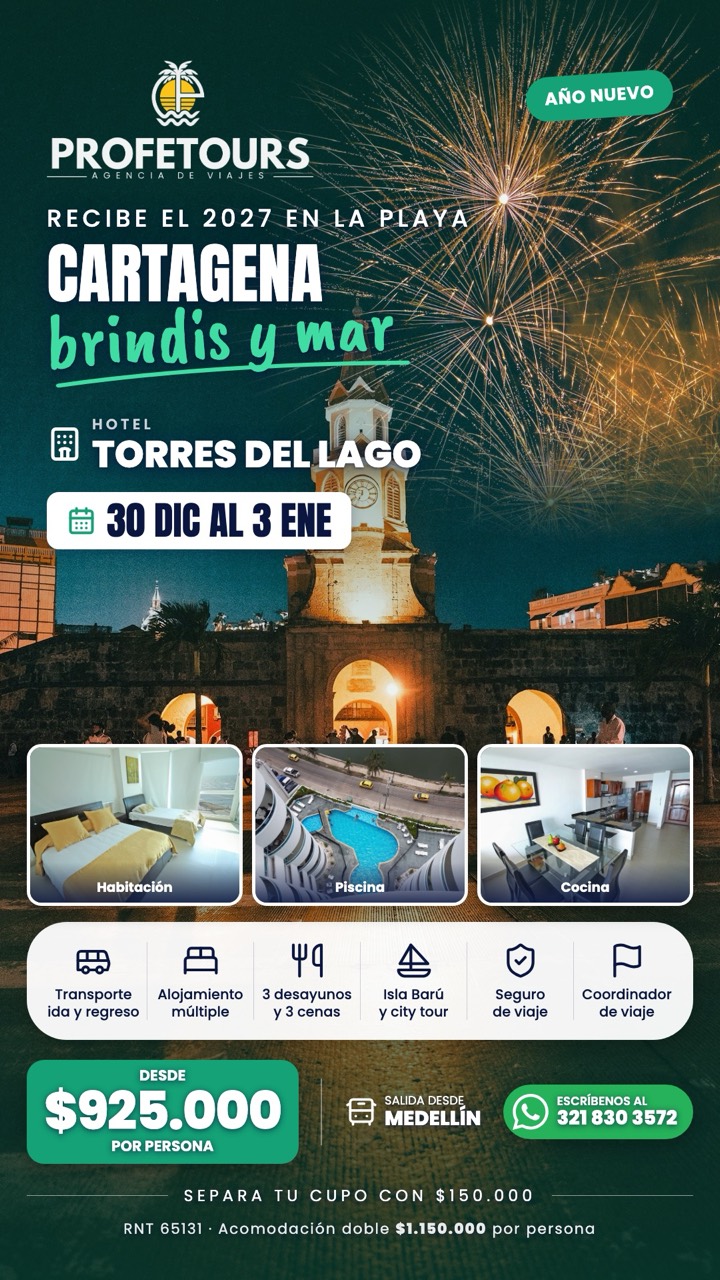 AÑO NUEVO
PROFETOURS
AGENCIA DE VIAJES
RECIBE EL 2027 EN LA PLAYA
CARTAGENA
brindis y mar
HOTEL
TORRES DEL LAGO
30 DIC AL 3 ENE
Habitación
Piscina
Cocina
Transporte
ida y regreso
Alojamiento
múltiple
3 desayunos
y 3 cenas
Isla Barú
y city tour
Seguro
de viaje
Coordinador
de viaje
DESDE
$925.000
POR PERSONA
SALIDA DESDE
MEDELLÍN
ESCRÍBENOS AL
321 830 3572
SEPARA TU CUPO CON $150.000
RNT 65131 · Acomodación doble $1.150.000 por persona